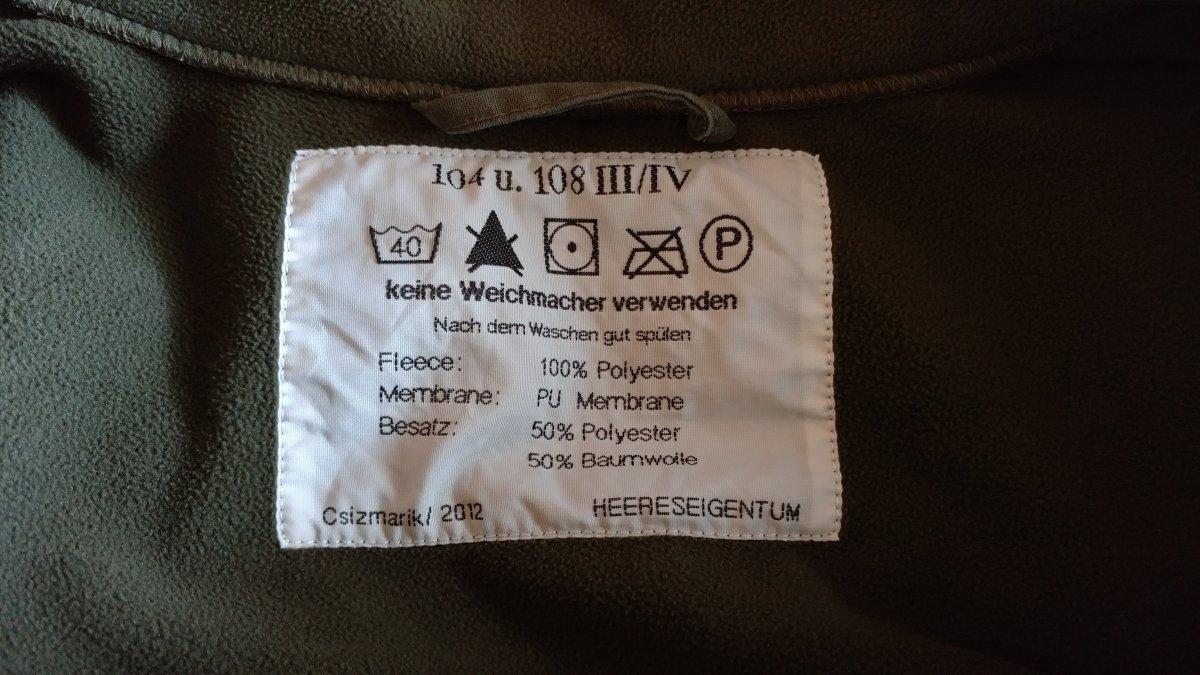 104 u. 108 III/IV
40 P
keine Weichmacher verwenden
Nach dem Waschen gut spülen
Fleece: 100% Polyester
Membrane: PU Membrane
Besatz: 50% Polyester
50% Baumwolle
Csizmarik/ 2012 HEERESEIGENTUM